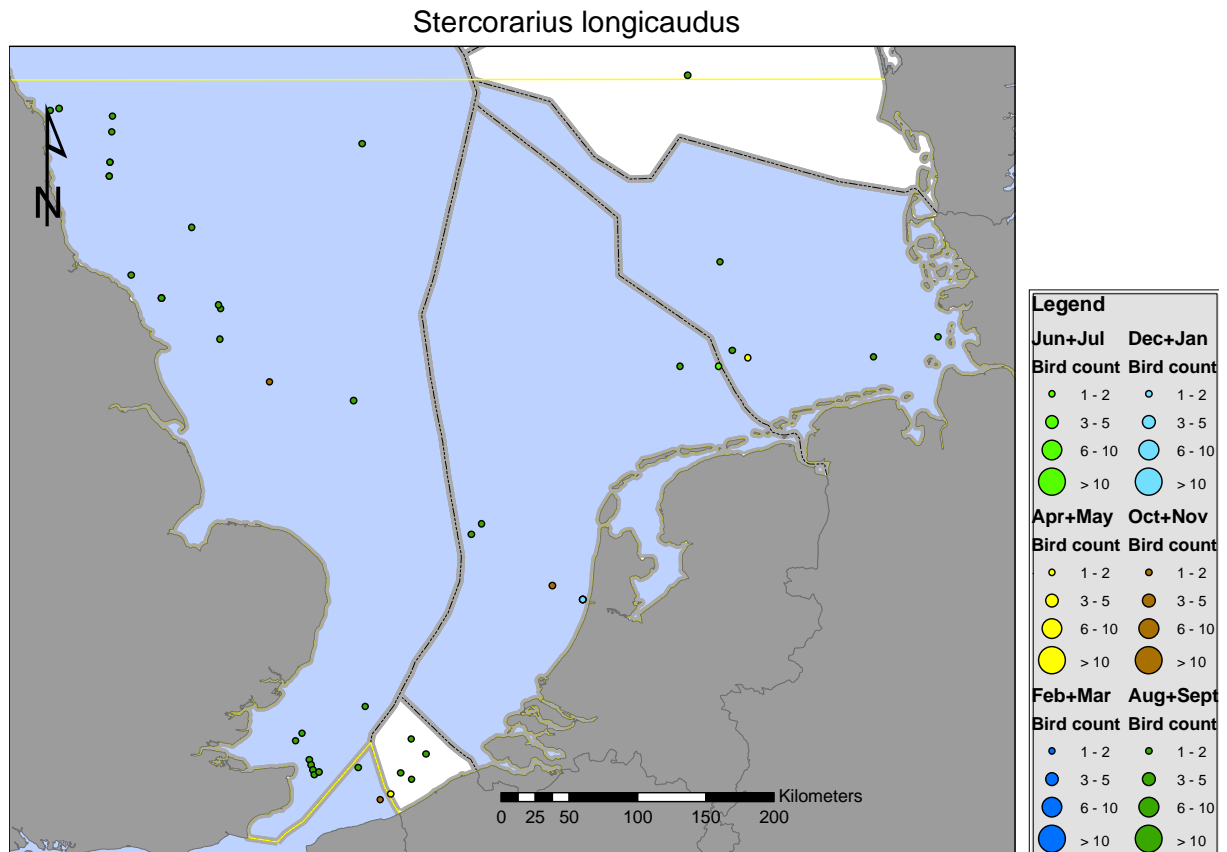 Stercorarius longicaudus
N
Legend
Jun+Jul Dec+Jan
Bird count Bird count
1 - 2 1 - 2
3 - 5 3 - 5
6 - 10 6 - 10
> 10 > 10
Apr+May Oct+Nov
Bird count Bird count
1 - 2 1 - 2
3 - 5 3 - 5
6 - 10 6 - 10
> 10 > 10
Feb+Mar Aug+Sept
Bird count Bird count
1 - 2 1 - 2
3 - 5 3 - 5
6 - 10 6 - 10
> 10 > 10
Kilometers
0 25 50 100 150 200